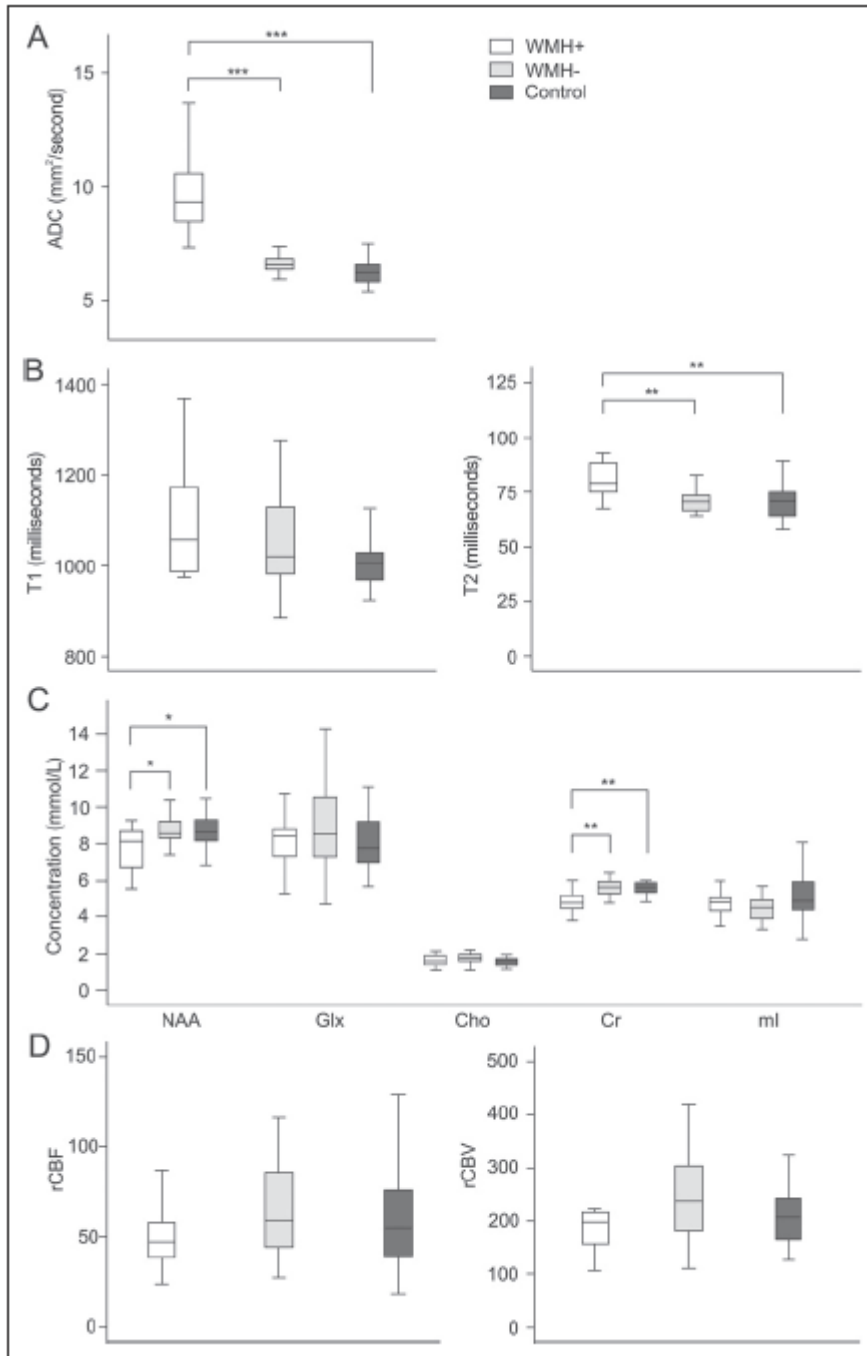 A
***
***
WMH+
WMH-
Control
15
10
5
ADC (mm²/second)
B
1400
1200
1000
800
T1 (milliseconds)
**
**
125
100
75
50
25
0
T2 (milliseconds)
C
*
*
**
**
14
12
10
8
6
4
2
0
Concentration (mmol/L)
NAA Glx Cho Cr mI
D
150
100
50
0
rCBF
500
400
300
200
100
0
rCBV